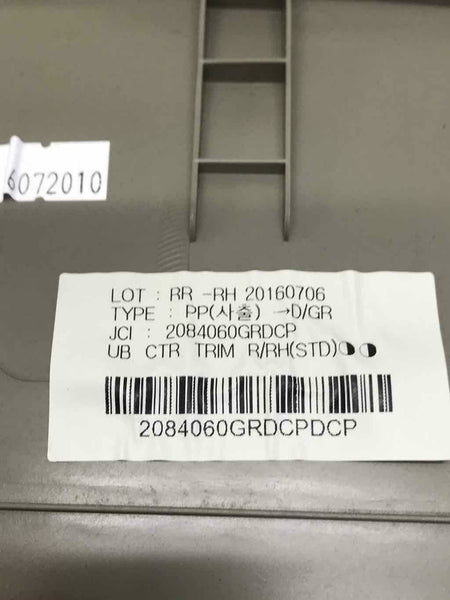 6072010
LOT : RR -RH 20160706
TYPE : PP(사출) →D/GR
JCI : 2084060GRDCP
UB CTR TRIM R/RH(STD)◑ ◑
2084060GRDCPDCP